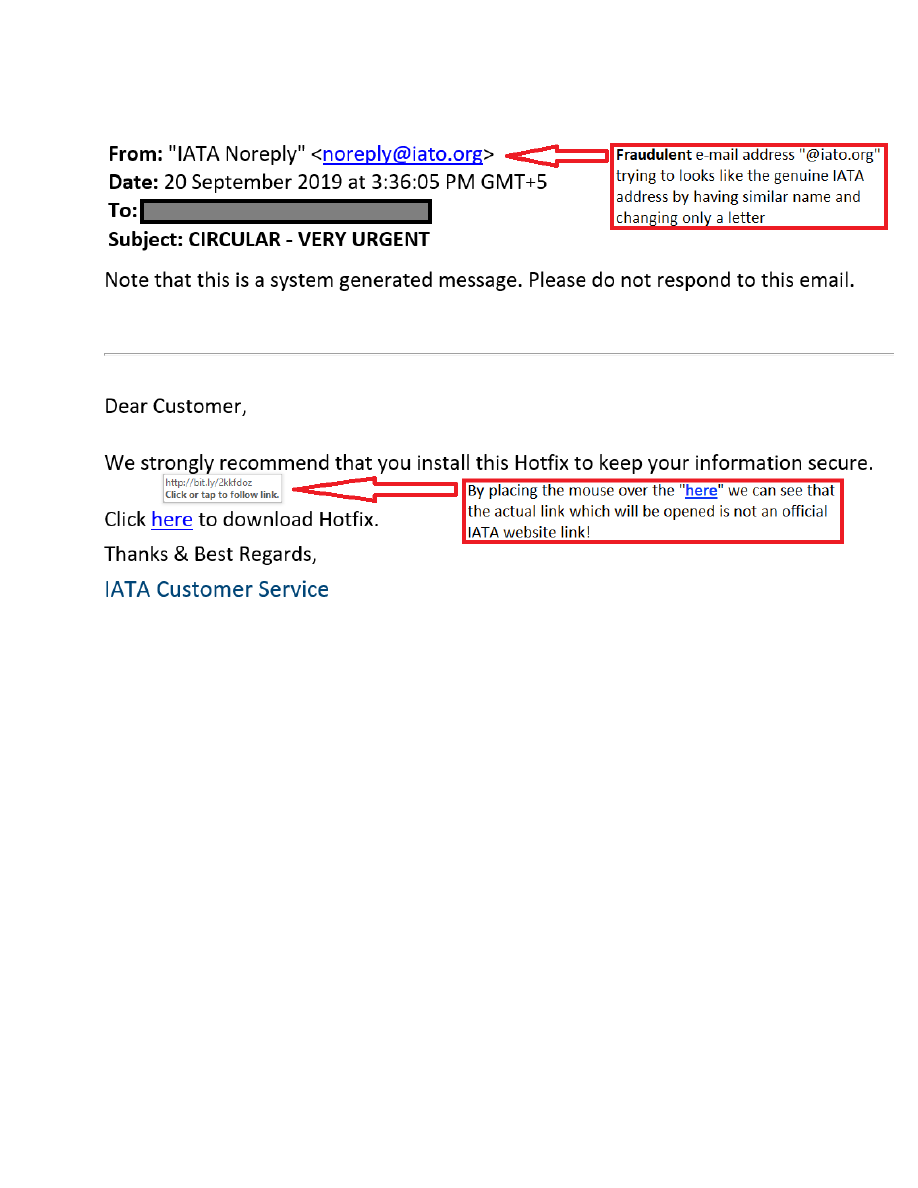 From: "IATA Noreply" <noreply@iato.org>
Date: 20 September 2019 at 3:36:05 PM GMT+5
To:
Subject: CIRCULAR - VERY URGENT
Fraudulent e-mail address "@iato.org"
trying to looks like the genuine IATA
address by having similar name and
changing only a letter
Note that this is a system generated message. Please do not respond to this email.
Dear Customer,
We strongly recommend that you install this Hotfix to keep your information secure.
http://bit.ly/2kkfdoz
Click or tap to follow link.
By placing the mouse over the "here" we can see that
the actual link which will be opened is not an official
IATA website link!
Click here to download Hotfix.
Thanks & Best Regards,
IATA Customer Service